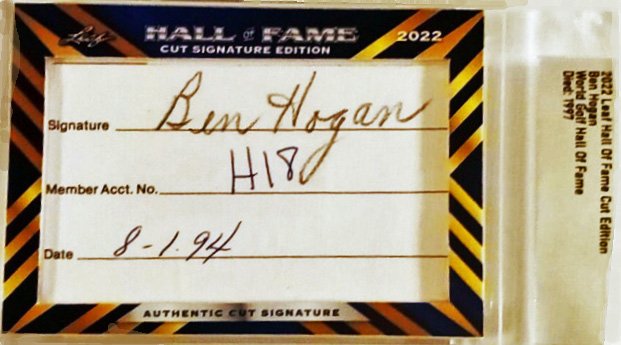 Leaf HALL OF FAME 2022
CUT SIGNATURE EDITION
Signature Ben Hogan
Member Acct. No. H18
Date 8-1.94
AUTHENTIC CUT SIGNATURE
2022 Leaf Hall Of Fame Cut Edition
Ben Hogan
World Golf Hall Of Fame
Died: 1997